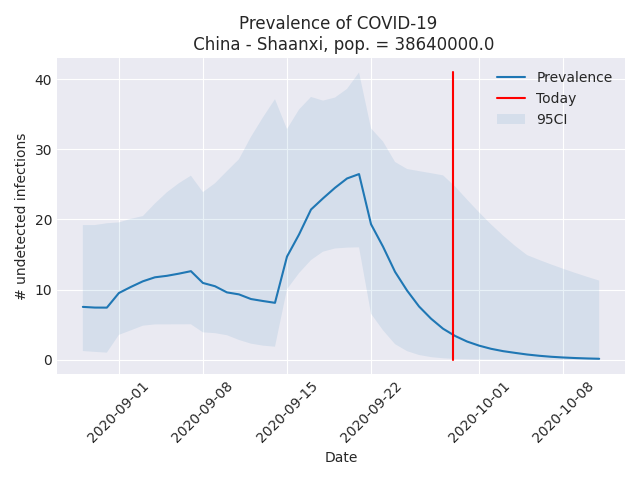 Prevalence of COVID-19
China - Shaanxi, pop. = 38640000.0
Prevalence
Today
95CI
# undetected infections
40
30
20
10
0
2020-09-01
2020-09-08
2020-09-15
2020-09-22
2020-10-01
2020-10-08
Date